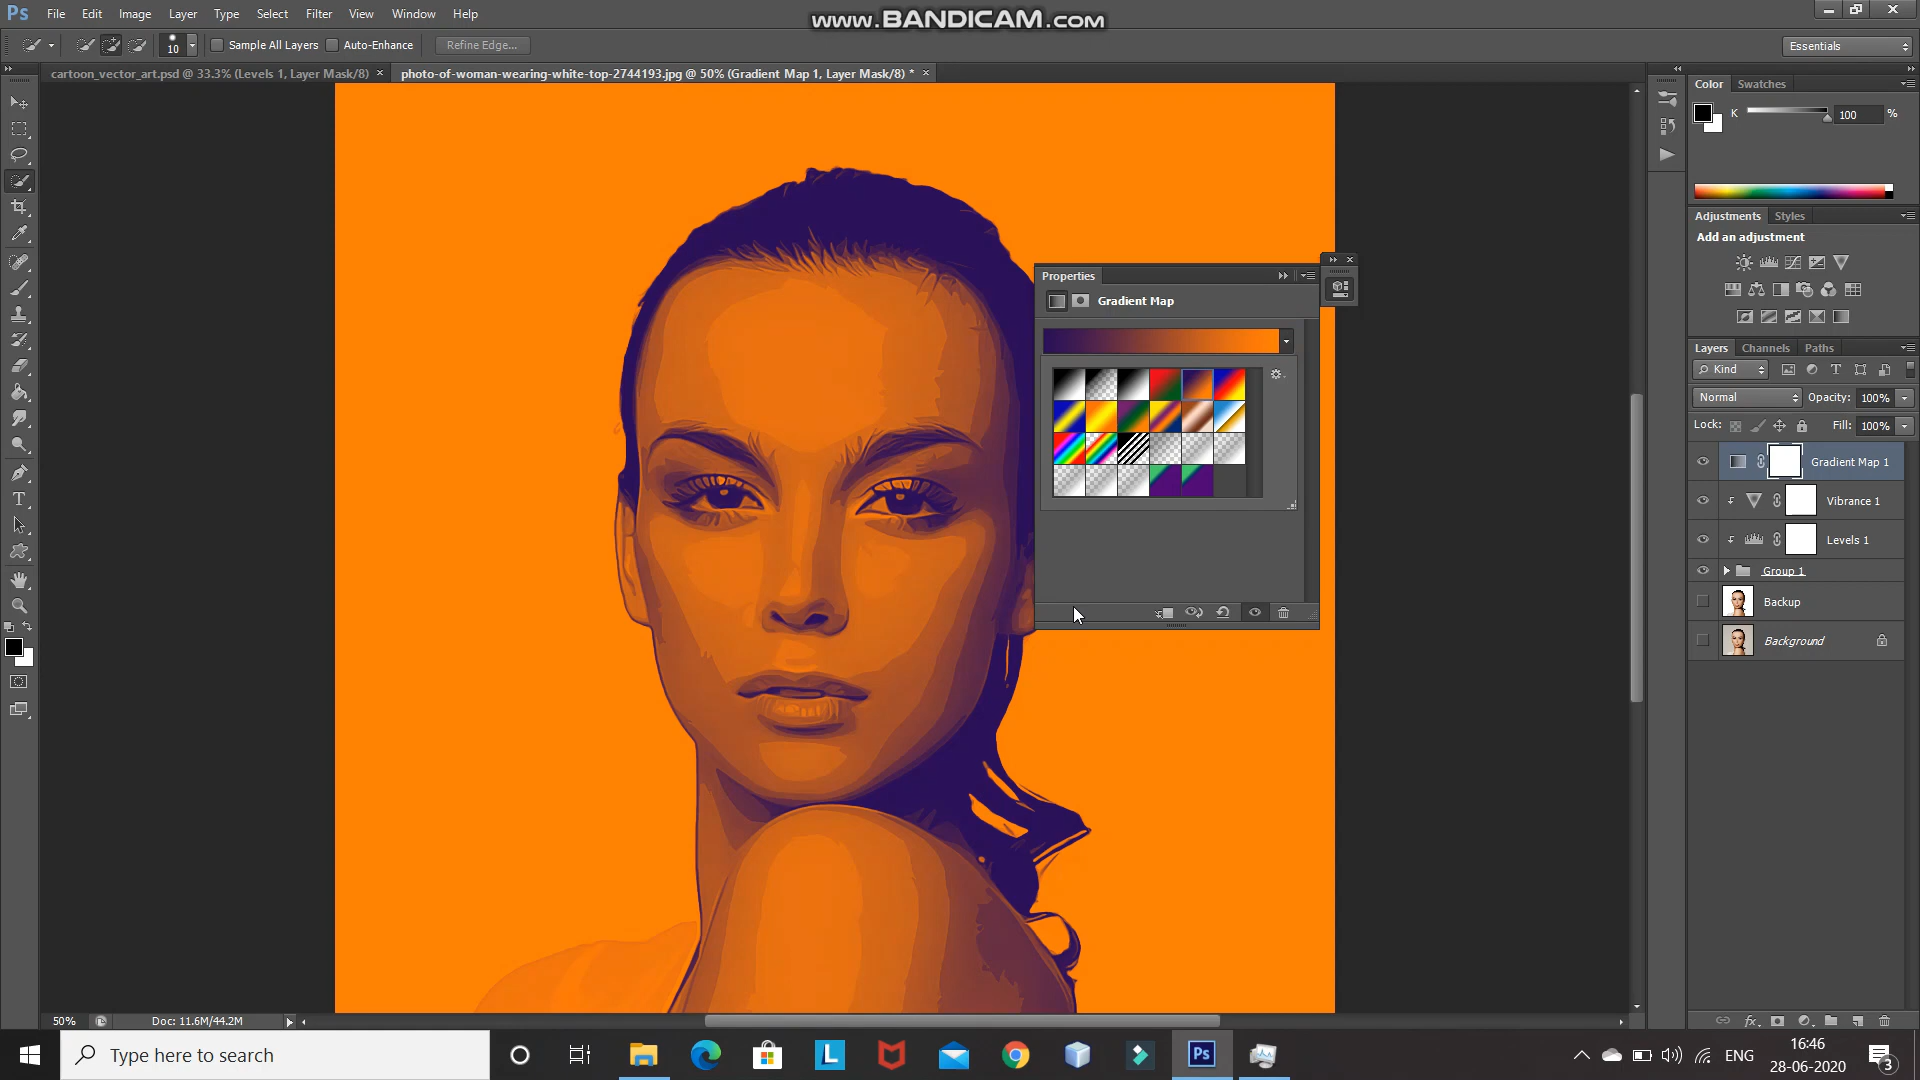 www.BANDICAM.com
Ps File Edit Image Layer Type Select Filter View Window Help
10 Sample All Layers Auto-Enhance Refine Edge... Essentials
cartoon_vector_art.psd @ 33.3% (Levels 1, Layer Mask/8) × photo-of-woman-wearing-white-top-2744193.jpg @ 50% (Gradient Map 1, Layer Mask/8) * ×
Color Swatches
K 100 %
Adjustments Styles
Add an adjustment
Properties
Gradient Map
Layers Channels Paths
Kind
Normal Opacity: 100%
Lock: Fill: 100%
Gradient Map 1
Vibrance 1
Levels 1
Group 1
Backup
Background
50% Doc: 11.6M/44.2M
Type here to search
L
Ps
ENG
16:46
28-06-2020
3